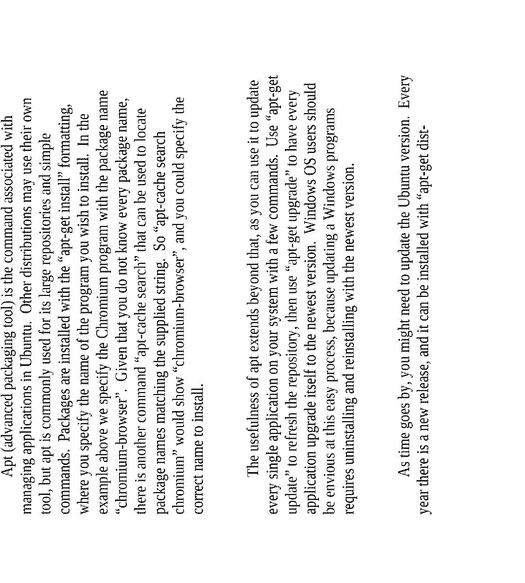 Apt (advanced packaging tool) is the command associated with
managing applications in Ubuntu.  Other distributions may use their own
tool, but apt is commonly used for its large repositories and simple
commands.  Packages are installed with the “apt-get install” formatting,
where you specify the name of the program you wish to install.  In the
example above we specify the Chromium program with the package name
“chromium-browser”.  Given that you do not know every package name,
there is another command “apt-cache search” that can be used to locate
package names matching the supplied string.  So “apt-cache search
chromium” would show “chromium-browser”, and you could specify the
correct name to install.
The usefulness of apt extends beyond that, as you can use it to update
every single application on your system with a few commands.  Use “apt-get
update” to refresh the repository, then use “apt-get upgrade” to have every
application upgrade itself to the newest version.  Windows OS users should
be envious at this easy process, because updating a Windows programs
requires uninstalling and reinstalling with the newest version.
As time goes by, you might need to update the Ubuntu version.  Every
year there is a new release, and it can be installed with “apt-get dist-